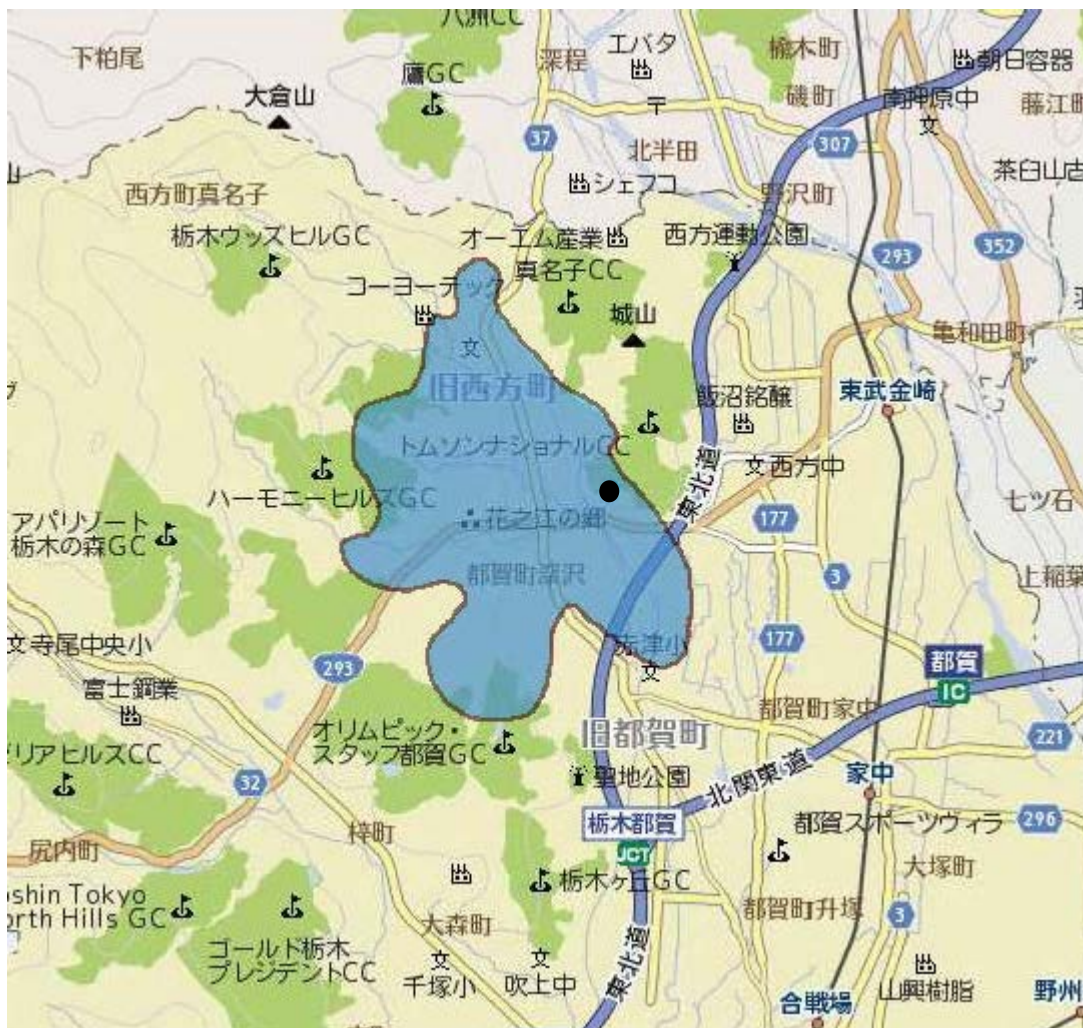 八洲CC
下粕尾
鷹GC
大倉山
深程
エバタ
楡木町
朝日容器
磯町
南押原中
藤江町
37
北半田
307
シェフコ
野沢町
茶臼山古
山
西方町真名子
栃木ウッズヒルGC
オーエム産業
西方運動公園
真名子CC
293
352
コーヨーテック
城山
亀和田町
旧西方町
飯沼銘醸
東武金崎
トムソンナショナルGC
西方中
ハーモニーヒルズGC
東北道
七ツ石
アパリゾート
栃木の森GC
花之江の郷
177
都賀町深沢
3
上稲葉
寺尾中央小
293
赤津小
177
都賀
IC
富士鋼業
都賀町家中
オリムピック・
スタッフ都賀GC
旧都賀町
221
リアヒルズCC
32
聖地公園
北関東道
家中
栃木都賀
JCT
都賀スポーツヴィラ
296
尻内町
梓町
大塚町
oshin Tokyo
orth Hills GC
栃木ヶ丘GC
都賀町升塚
3
大森町
ゴールド栃木
プレジデントCC
千塚小
吹上中
東北道
合戦場
山興樹脂
野州